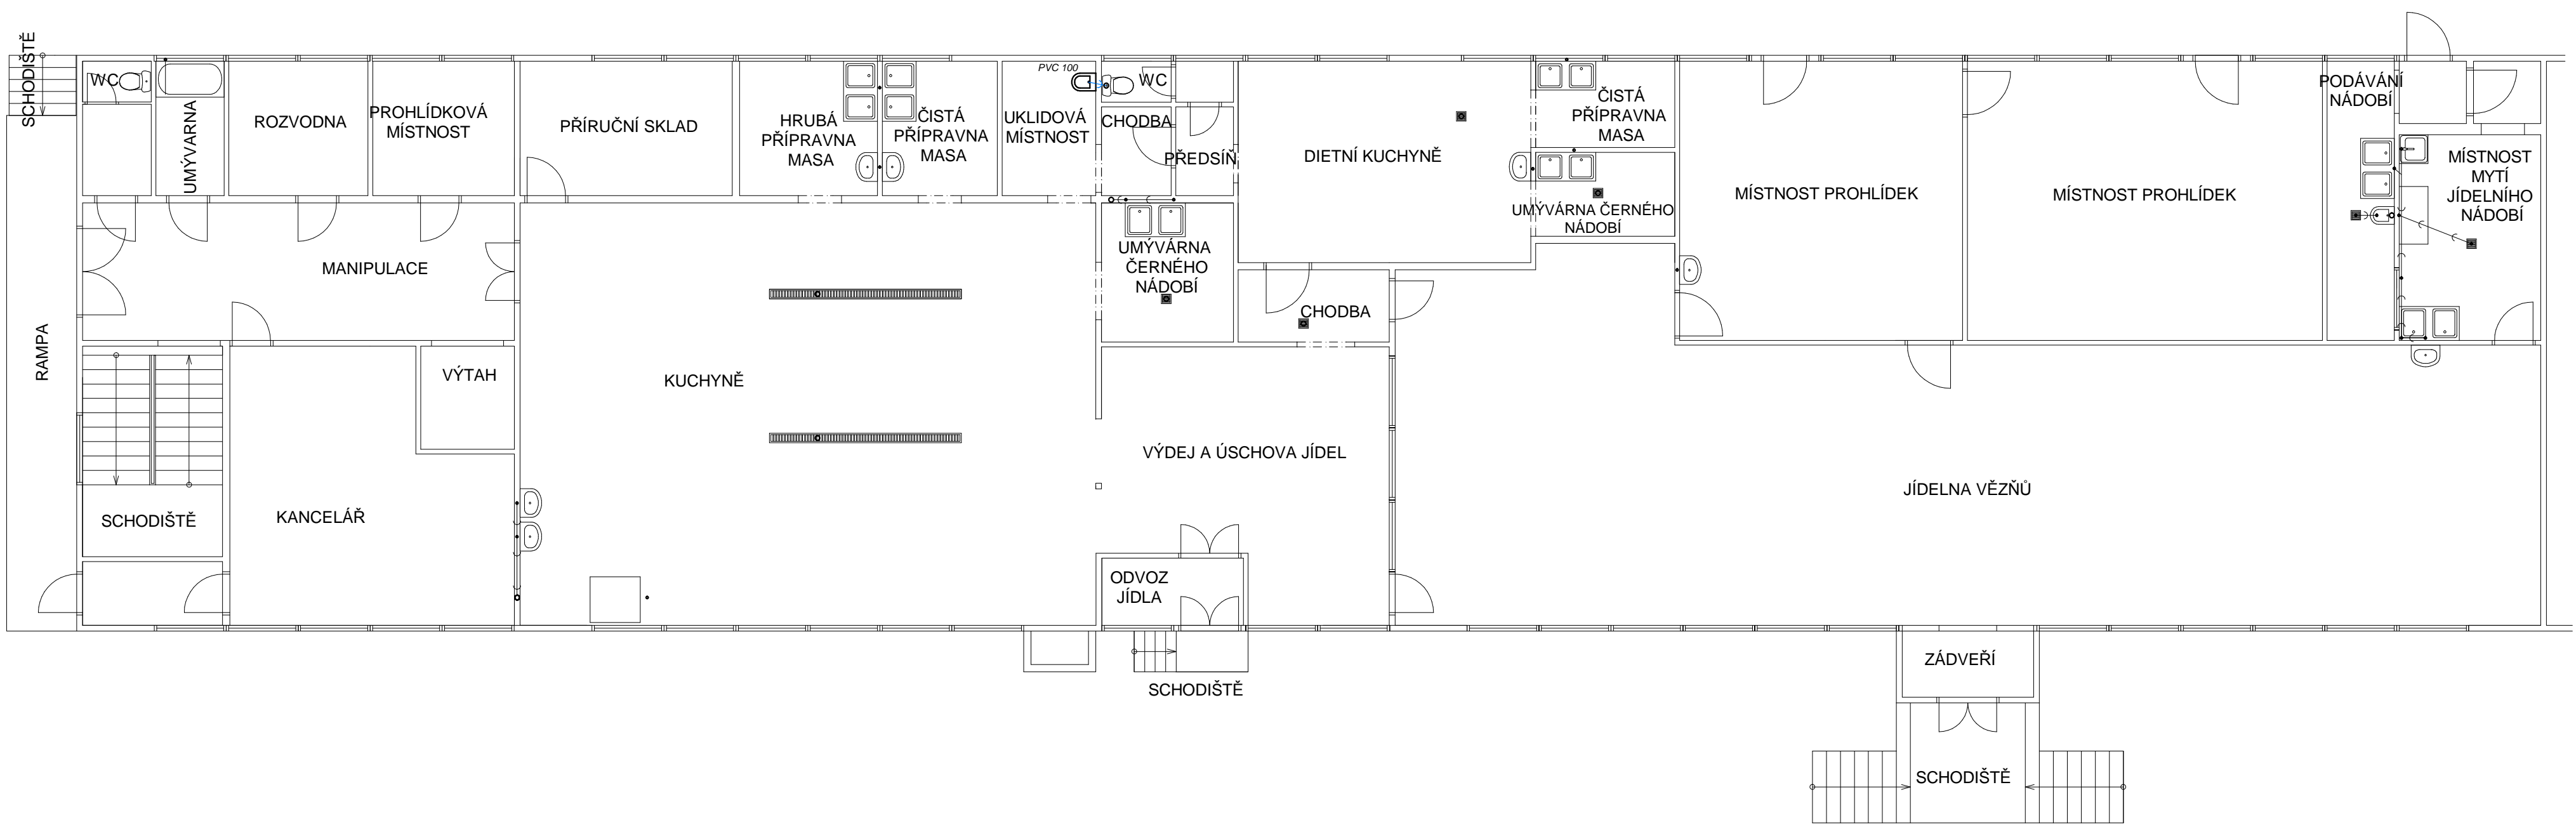 SCHODIŠTĚ
WC
UMÝVARNA
ROZVODNA
PROHLÍDKOVÁ
MÍSTNOST
PŘÍRUČNÍ SKLAD
HRUBÁ
PŘÍPRAVNA
MASA
ČISTÁ
PŘÍPRAVNA
MASA
UKLIDOVÁ
MÍSTNOST
PVC 100
WC
CHODBA
PŘEDSÍŇ
DIETNÍ KUCHYNĚ
ČISTÁ
PŘÍPRAVNA
MASA
UMÝVÁRNA ČERNÉHO
NÁDOBÍ
MÍSTNOST PROHLÍDEK
MÍSTNOST PROHLÍDEK
PODÁVÁNÍ
NÁDOBÍ
MÍSTNOST
MYTÍ
JÍDELNÍHO
NÁDOBÍ
MANIPULACE
UMÝVÁRNA
ČERNÉHO
NÁDOBÍ
CHODBA
RAMPA
VÝTAH
KUCHYNĚ
VÝDEJ A ÚSCHOVA JÍDEL
JÍDELNA VĚZŇŮ
SCHODIŠTĚ
KANCELÁŘ
ODVOZ
JÍDLA
SCHODIŠTĚ
ZÁDVEŘÍ
SCHODIŠTĚ